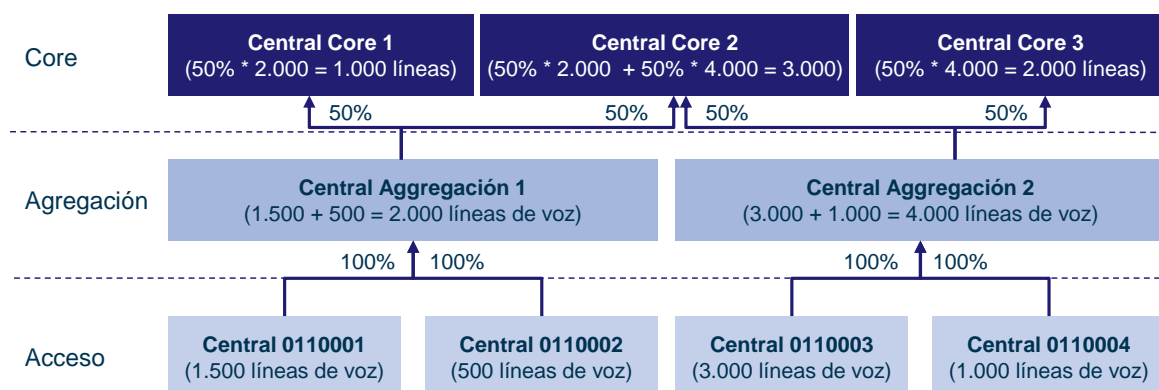 Core
Central Core 1
(50% * 2.000 = 1.000 líneas)
Central Core 2
(50% * 2.000 + 50% * 4.000 = 3.000)
Central Core 3
(50% * 4.000 = 2.000 líneas)
50%
50%
50%
50%
Agregación
Central Aggregación 1
(1.500 + 500 = 2.000 líneas de voz)
Central Aggregación 2
(3.000 + 1.000 = 4.000 líneas de voz)
100%
100%
100%
100%
Acceso
Central 0110001
(1.500 líneas de voz)
Central 0110002
(500 líneas de voz)
Central 0110003
(3.000 líneas de voz)
Central 0110004
(1.000 líneas de voz)